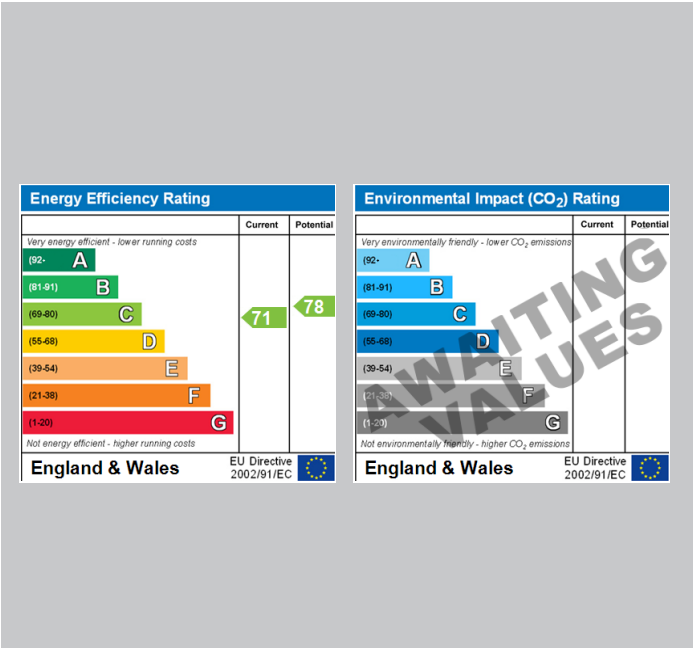 Energy Efficiency Rating
Current Potential
Very energy efficient - lower running costs
(92- A
(81-91) B
(69-80) C
(55-68) D
(39-54) E
(21-38) F
(1-20) G
71
78
Not energy efficient - higher running costs
England & Wales
EU Directive
2002/91/EC
Environmental Impact (CO2) Rating
Current Potential
Very environmentally friendly - lower CO2 emissions
(92- A
(81-91) B
(69-80) C
(55-68) D
(39-54) E
(21-38) F
(1-20) G
AWAITING
VALUES
Not environmentally friendly - higher CO2 emissions
England & Wales
EU Directive
2002/91/EC